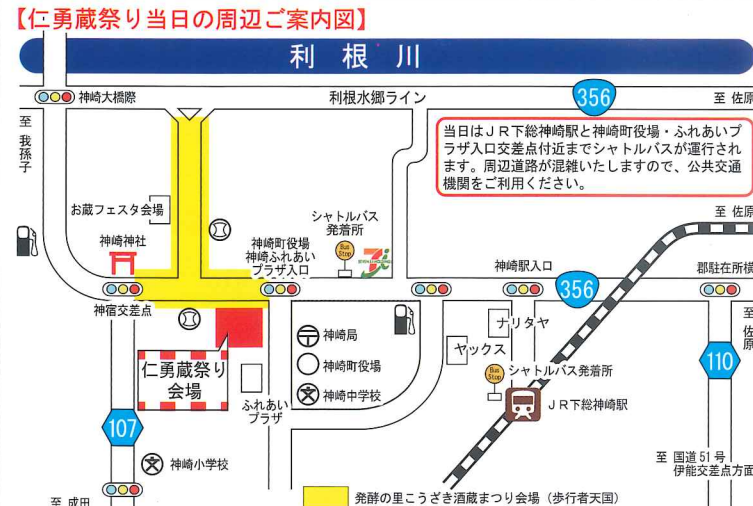 【仁勇蔵祭り当日の周辺ご案内図】
利根川
神崎大橋際
利根水郷ライン
356
至 佐原
至 我孫子
当日はＪＲ下総神崎駅と神崎町役場・ふれあいプ
ラザ入口交差点付近までシャトルバスが運行され
ます。周辺道路が混雑いたしますので、公共交通
機関をご利用ください。
お蔵フェスタ会場
シャトルバス
発着所
至 佐原
神崎神社
神崎町役場
神崎ふれあい
プラザ入口
Bus
Stop
神崎駅入口
郡駐在所横
356
神宿交差点
至 佐原
ナリタヤ
神崎局
ヤックス
110
仁勇蔵祭り
会場
神崎町役場
Bus
Stop
シャトルバス発着所
神崎中学校
ふれあい
プラザ
ＪＲ下総神崎駅
107
神崎小学校
至 国道51号
伊能交差点方面
至 成田
発酵の里こうざき酒蔵まつり会場（歩行者天国）